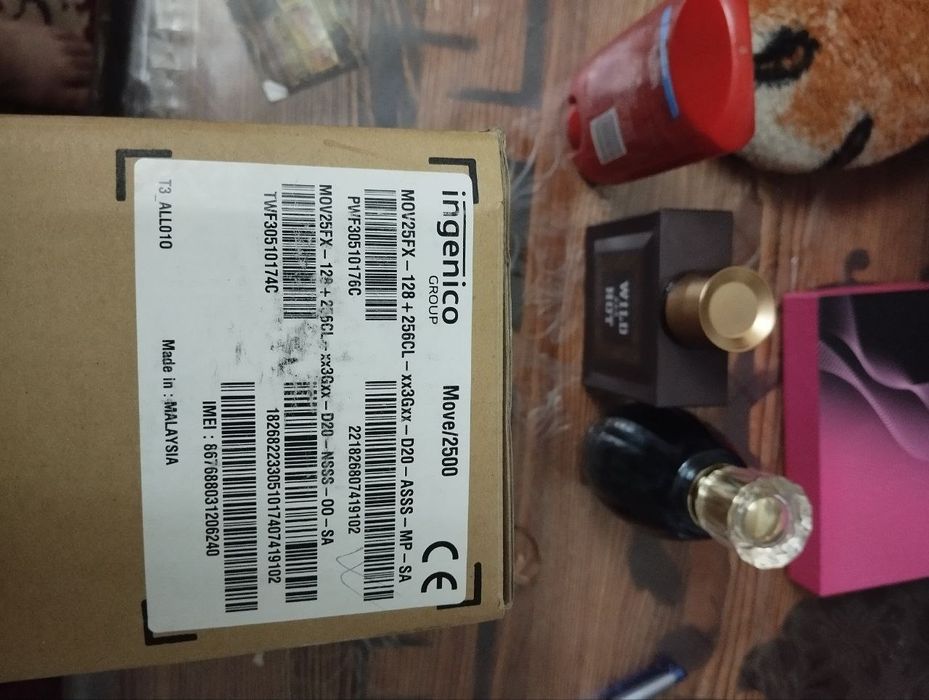 ingenico
GROUP
Move/2500
MOV25FX - 128 + 256CL - xx3Gxx - D20 - ASSS - MP - SA
PWF30510176C
221826807419102
MOV25FX - 128 + 256CL - xx3Gxx - D20 - NSSS - 00 - SA
TWF30510174C
182682233051017407419102
IMEI : 867688031206240
T3_ALL010
Made in : MALAYSIA
CE
WILD
HOT